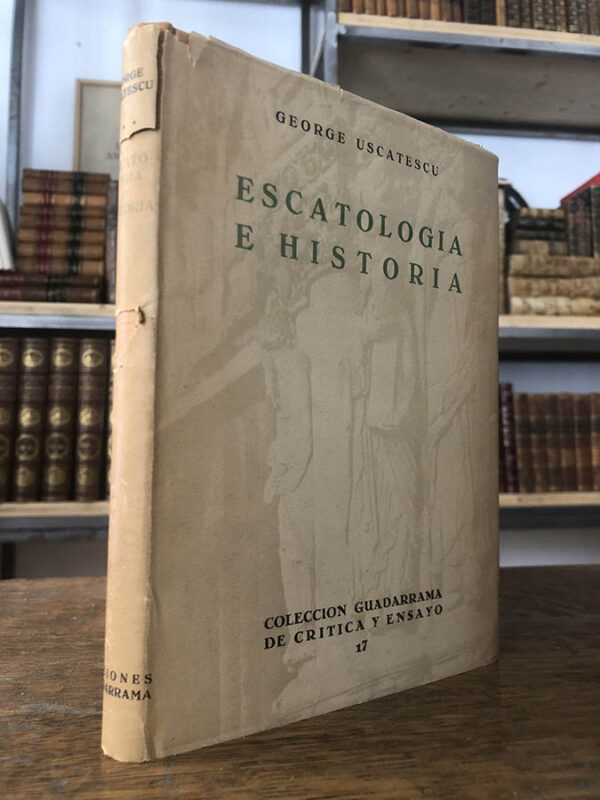 GEORGE USCATESCU
ESCATOLOGIA
E HISTORIA
COLECCION GUADARRAMA
DE CRITICA Y ENSAYO
17